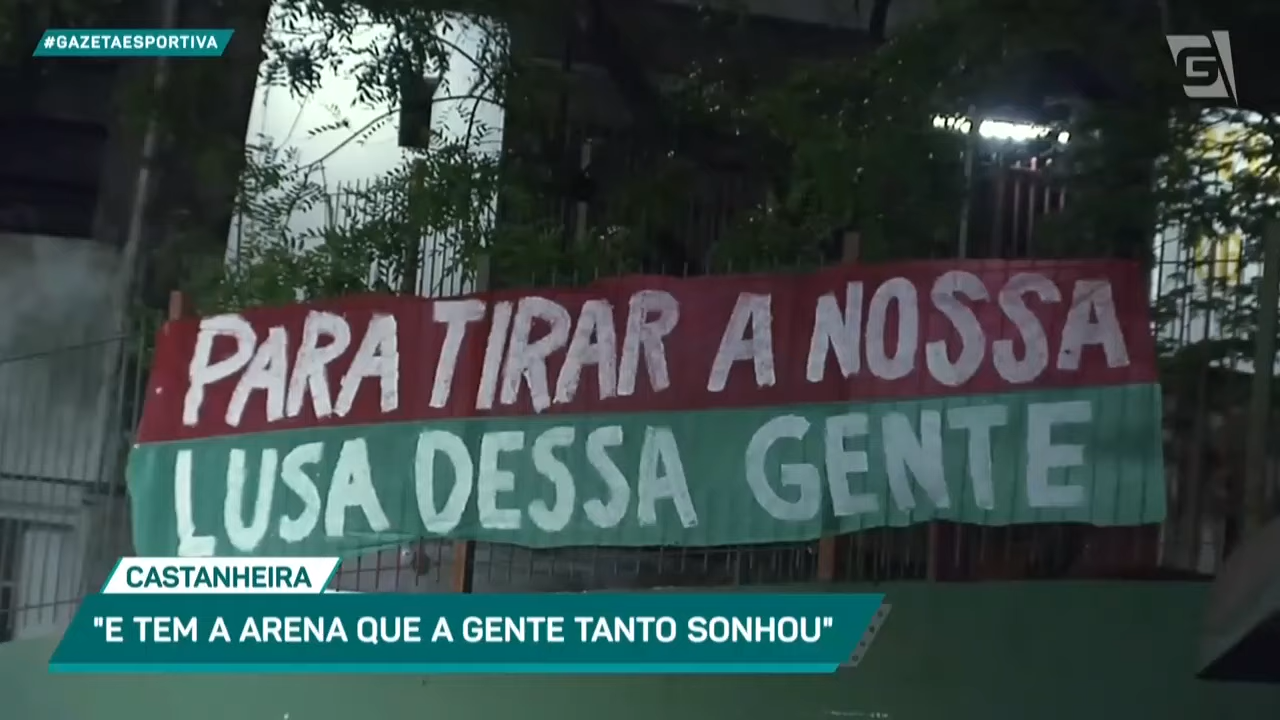 #GAZETAESPORTIVA
G
PARA TIRAR A NOSSA
LUSA DESSA GENTE
CASTANHEIRA
"E TEM A ARENA QUE A GENTE TANTO SONHOU"